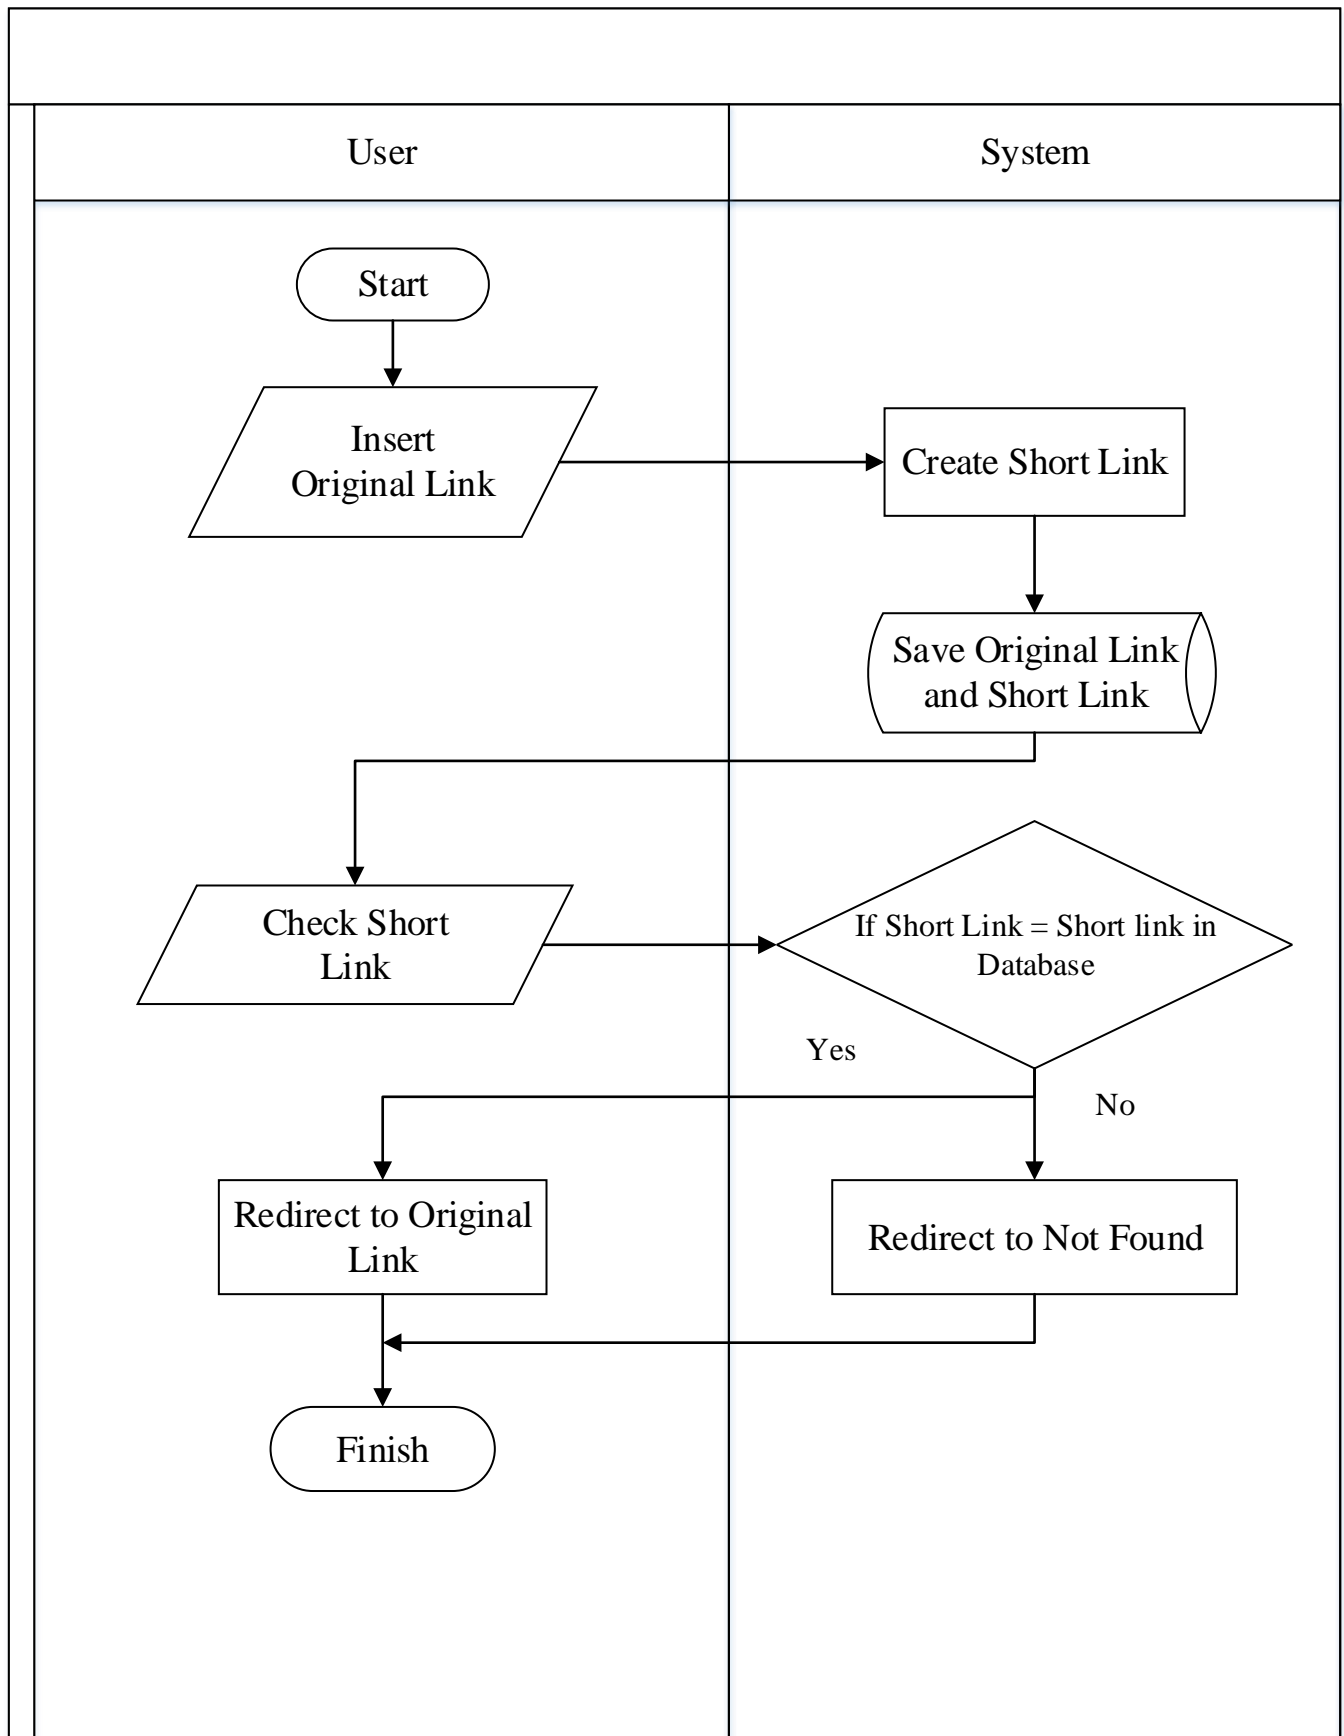 User
System
Start
Insert
Original Link
Create Short Link
Save Original Link
and Short Link
Check Short
Link
If Short Link = Short link in
Database
Yes
No
Redirect to Original
Link
Redirect to Not Found
Finish